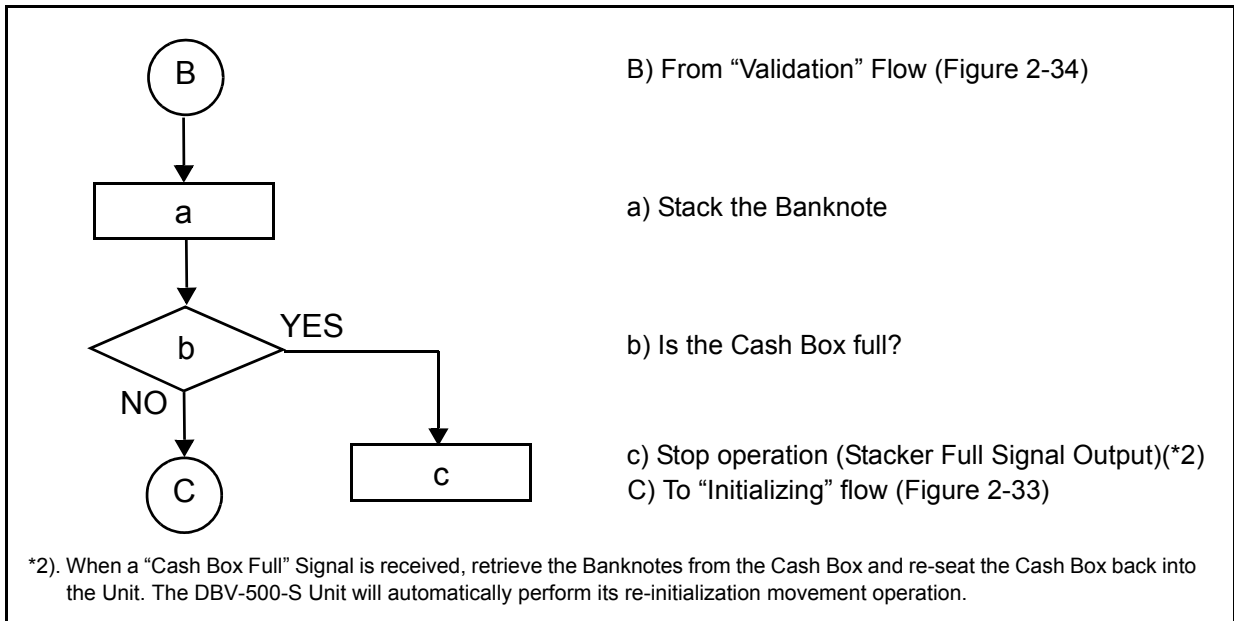 B
B) From “Validation” Flow (Figure 2-34)
a
a) Stack the Banknote
YES
b
b) Is the Cash Box full?
NO
c
c) Stop operation (Stacker Full Signal Output)(*2)
C
C) To “Initializing” flow (Figure 2-33)
*2). When a “Cash Box Full” Signal is received, retrieve the Banknotes from the Cash Box and re-seat the Cash Box back into
the Unit. The DBV-500-S Unit will automatically perform its re-initialization movement operation.